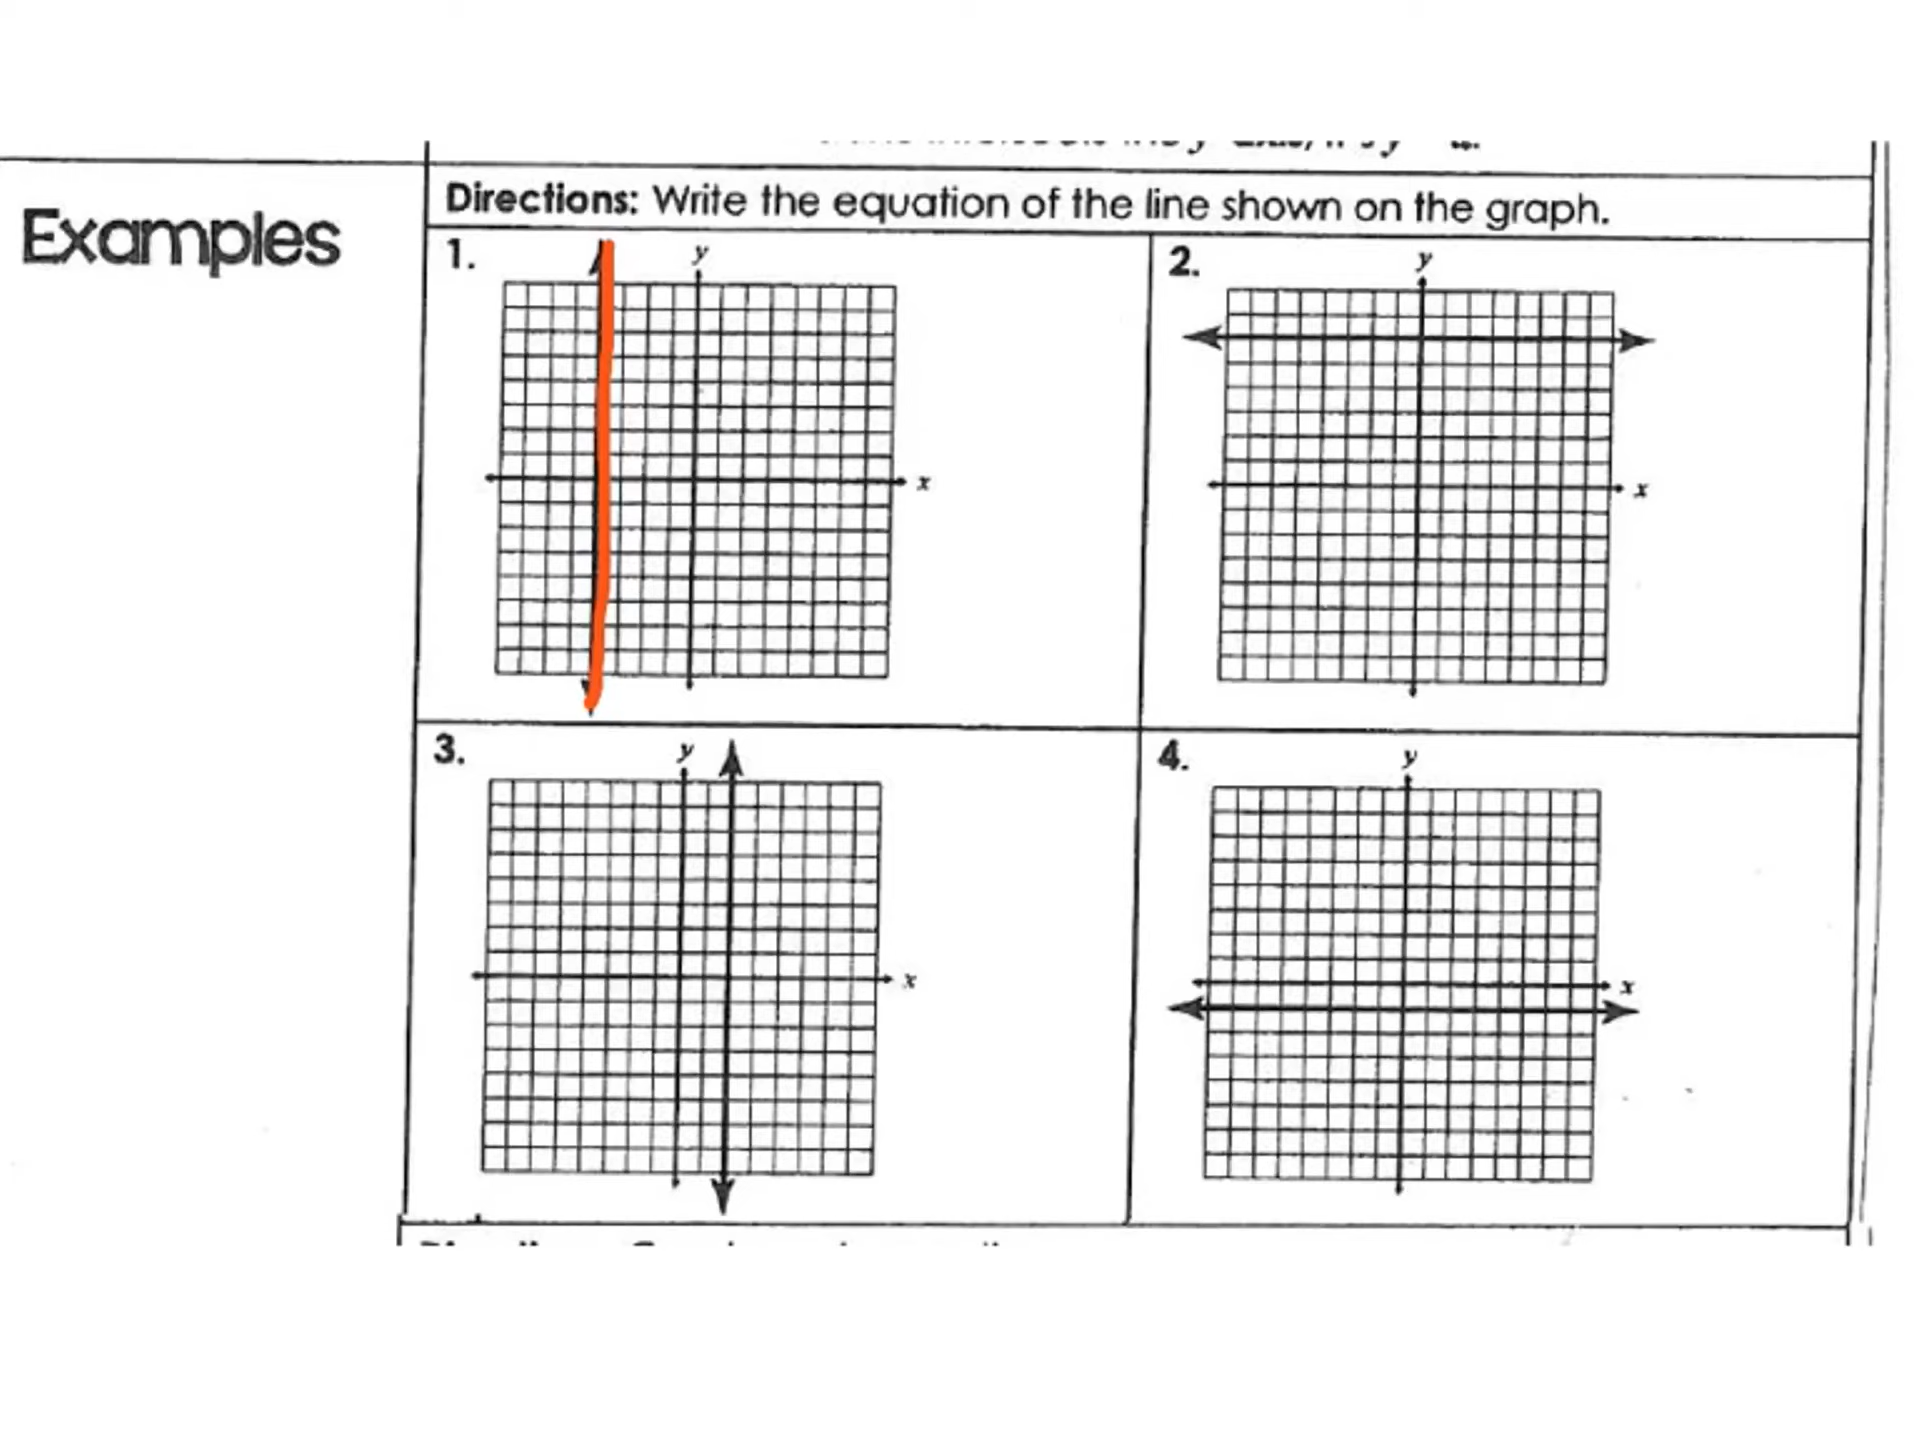 Directions: Write the equation of the line shown on the graph.
Examples
1.
y
x
2.
y
x
3.
y
x
4.
y
x